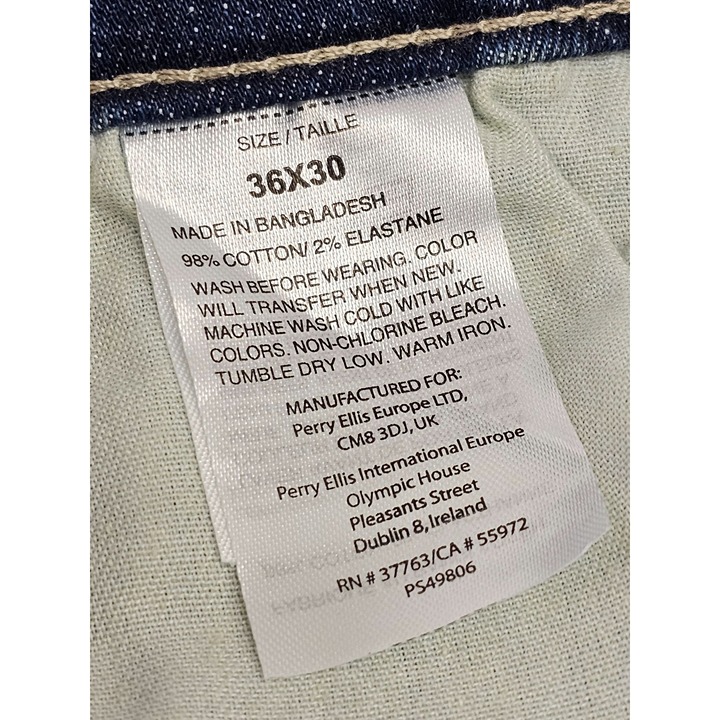 SIZE / TAILLE
36X30
MADE IN BANGLADESH
98% COTTON/ 2% ELASTANE
WASH BEFORE WEARING. COLOR
WILL TRANSFER WHEN NEW.
MACHINE WASH COLD WITH LIKE
COLORS. NON-CHLORINE BLEACH.
TUMBLE DRY LOW. WARM IRON.
MANUFACTURED FOR:
Perry Ellis Europe LTD,
CM8 3DJ, UK
Perry Ellis International Europe
Olympic House
Pleasants Street
Dublin 8, Ireland
RN # 37763/CA # 55972
PS49806